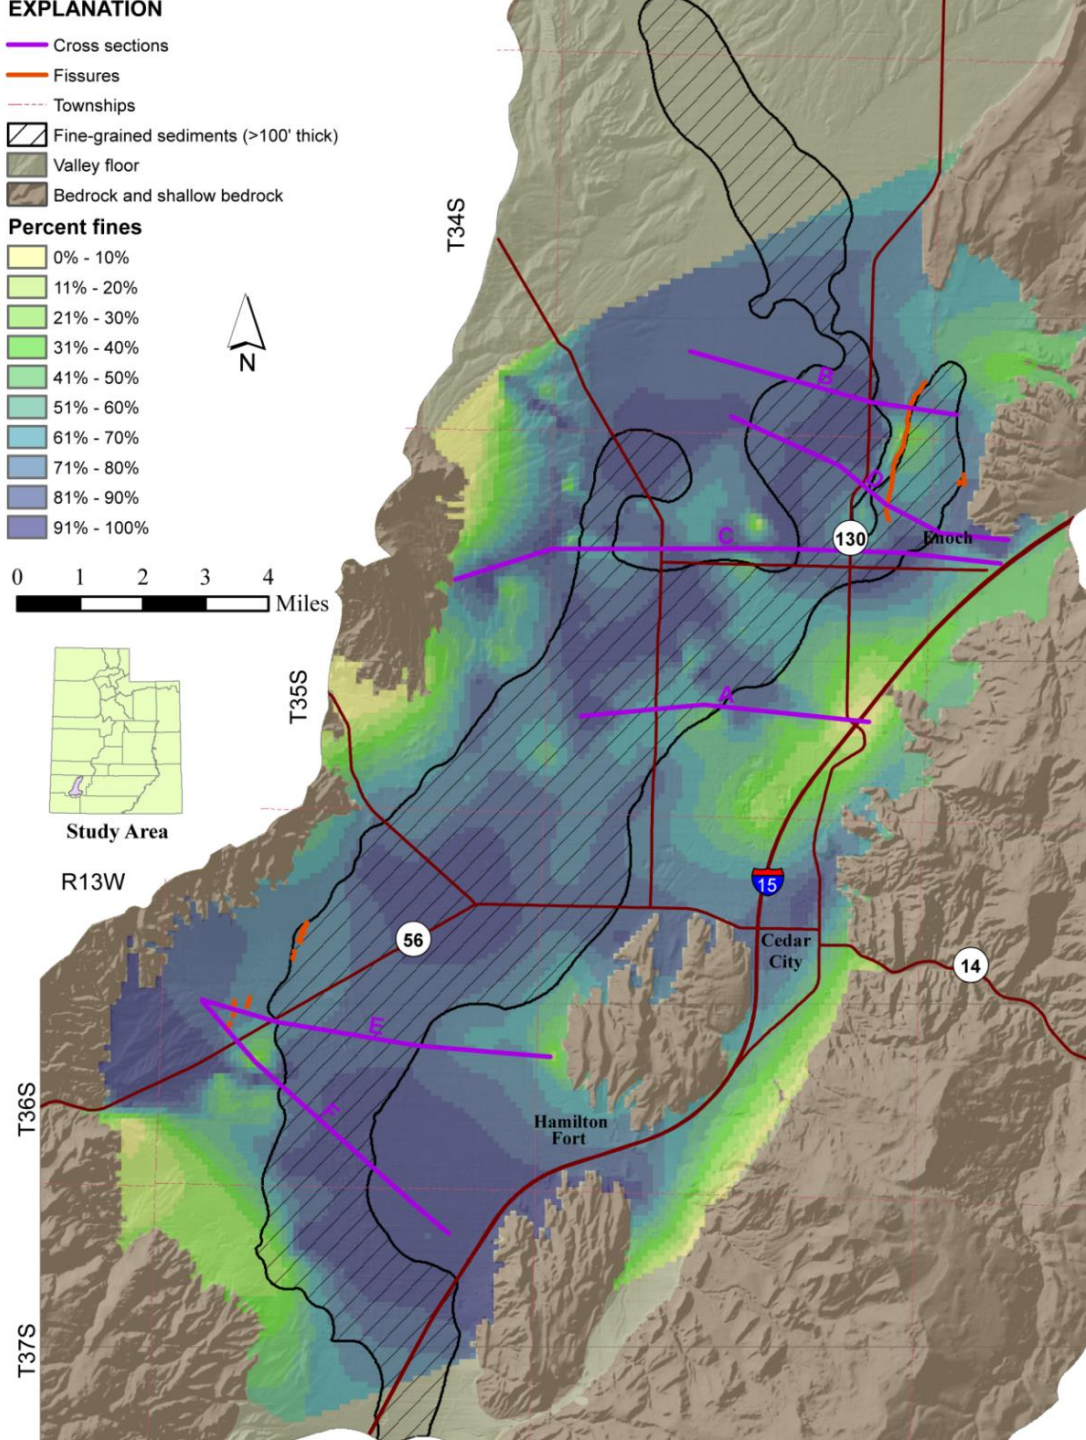 EXPLANATION
Cross sections
Fissures
Townships
Fine-grained sediments (>100' thick)
Valley floor
Bedrock and shallow bedrock
Percent fines
0% - 10%
11% - 20%
21% - 30%
31% - 40%
41% - 50%
51% - 60%
61% - 70%
71% - 80%
81% - 90%
91% - 100%
N
0 1 2 3 4 Miles
Study Area
R13W
T34S
T35S
T36S
T37S
B
D
C
130
Enoch
A
15
56
Cedar
City
14
E
F
Hamilton
Fort